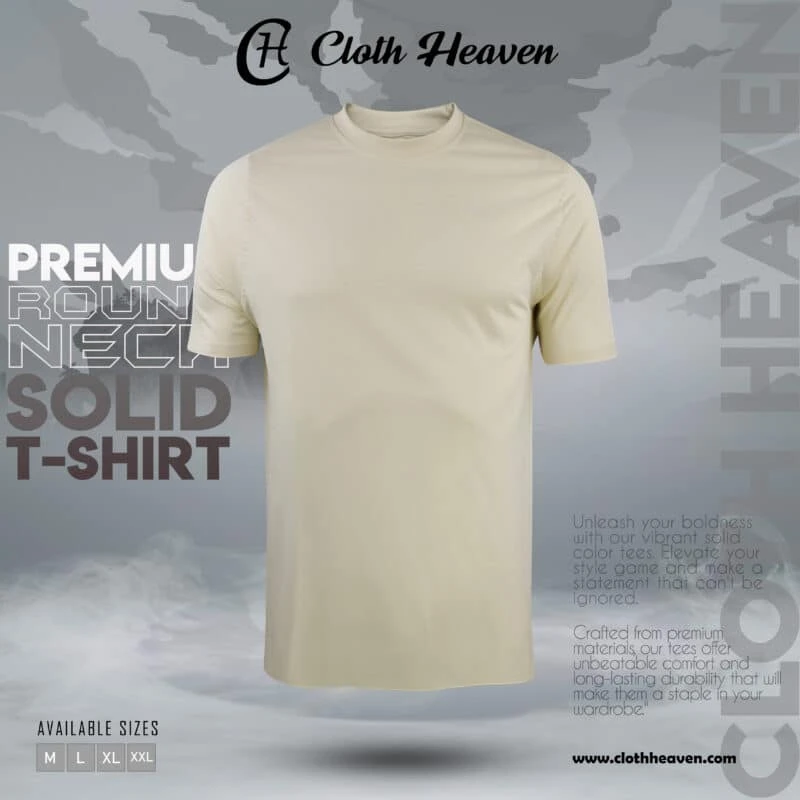 CH Cloth Heaven
PREMIU
ROUN
NECK
SOLID
T-SHIRT
CLOH HEAVEN
Unleash your boldness
with our vibrant solid
color tees. Elevate your
style game and make a
statement that can't be
ignored.
Crafted from premium
materials, our tees offer
unbeatable comfort and
long-lasting durability that will
make them a staple in your
wardrobe."
AVAILABLE SIZES
M L XL XXL
www.clothheaven.com